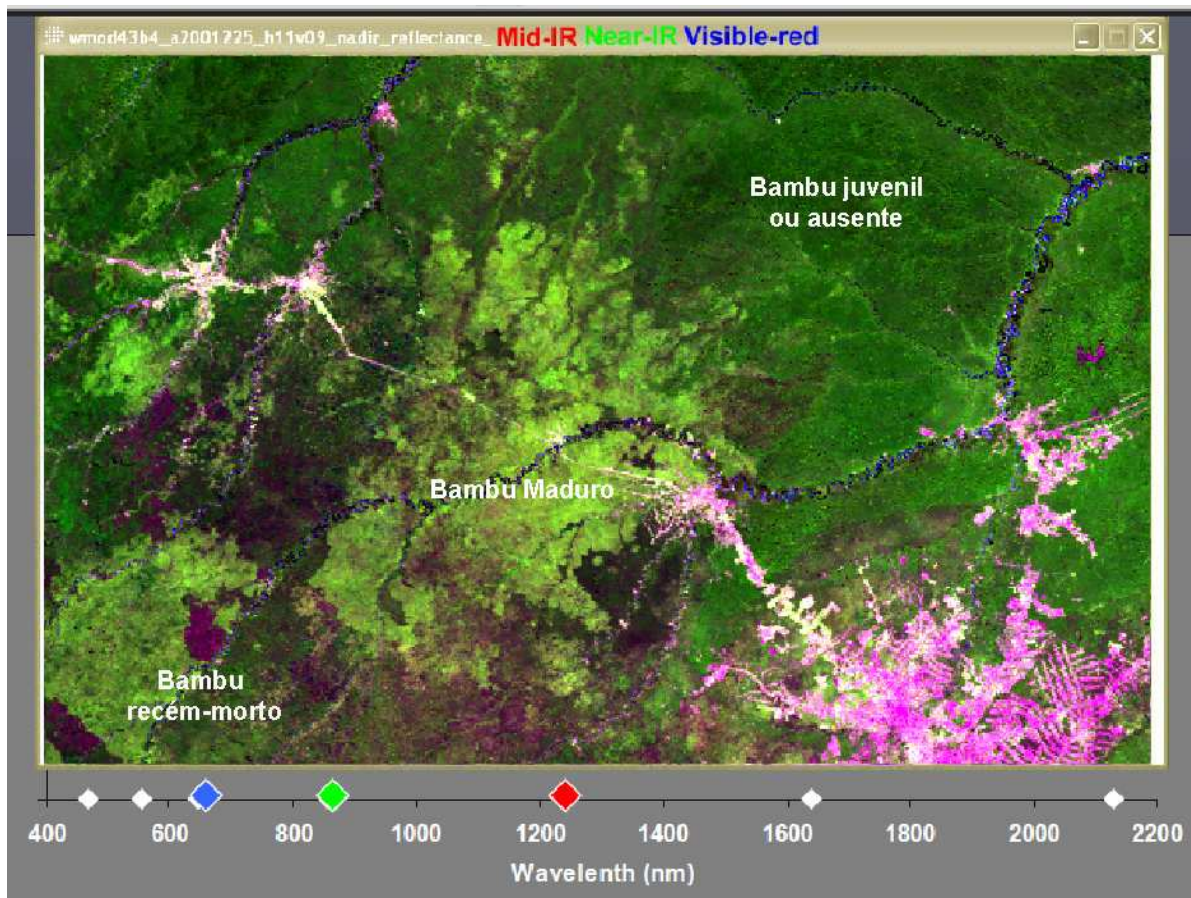 wmod43b4_a2001225_h11v09_nadir_reflectance_ Mid-IR Near-IR Visible-red
Bambu juvenil
ou ausente
Bambu Maduro
Bambu
recém-morto
400 600 800 1000 1200 1400 1600 1800 2000 2200
Wavelenth (nm)